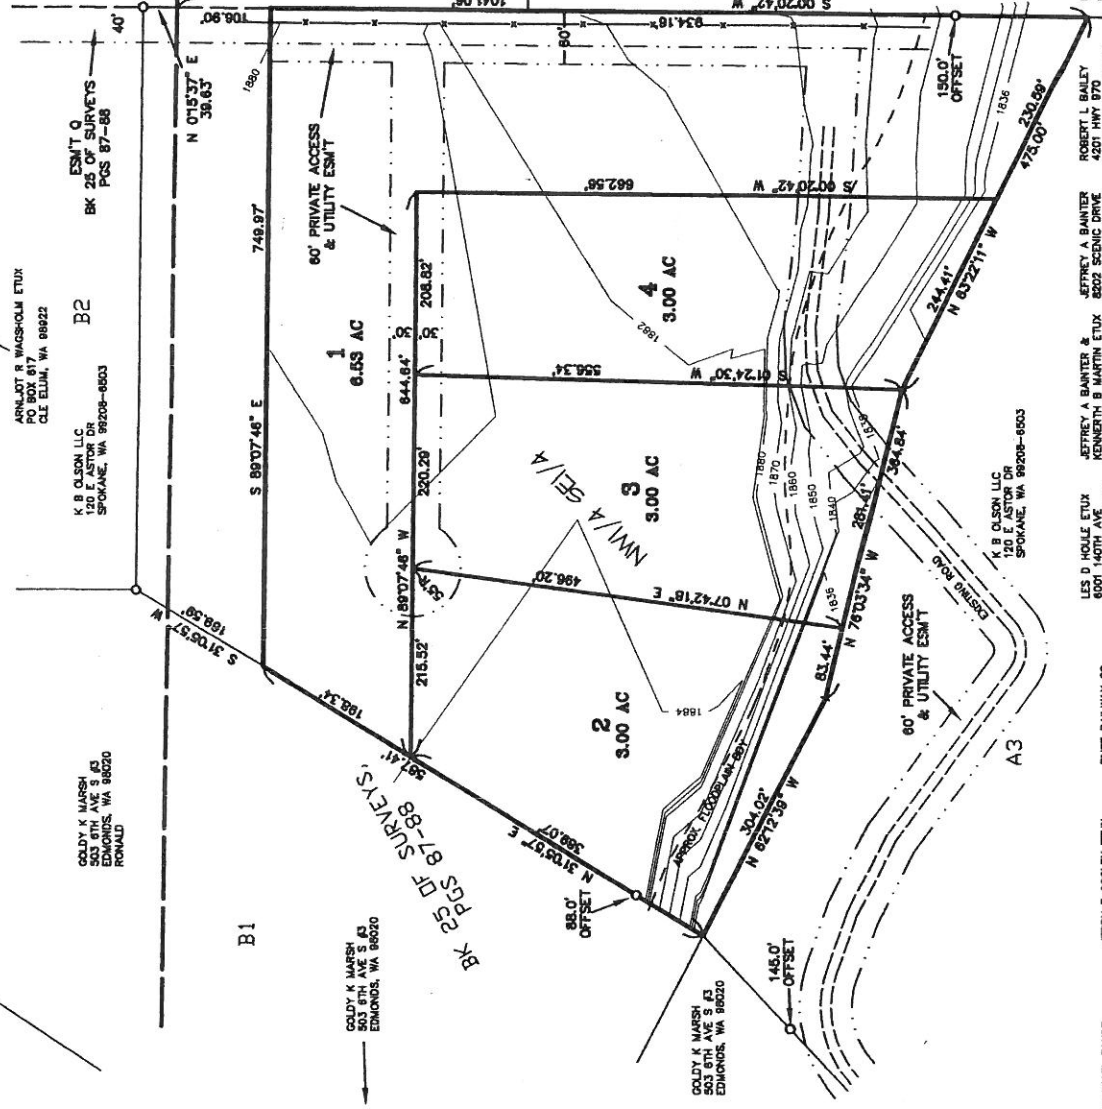 1041.06'
S 00°20'42" W
40'
106.90'
934.16'
60'
ESM'T Q
BK 25 OF SURVEYS
PGS 87-88
N 0°15'37" E
39.63'
1880
150.0'
OFFSET
1836
230.59'
475.00'
ROBERT L BAILEY
4201 HWY 970
60' PRIVATE ACCESS
& UTILITY ESM'T
749.97'
662.56'
S 00°20'42" W
ARNLJOT R WAGSHOLM ETUX
PO BOX 617
CLE ELUM, WA 98922
B2
208.82'
30'
30'
1
6.53 AC
4
3.00 AC
1882
244.41'
N 63°22'11" W
JEFFREY A BAINTER
8202 SCENIC DRIVE
K B OLSON LLC
120 E ASTOR DR
SPOKANE, WA 99208-6503
S 89°07'46" E
644.64'
556.34'
S 01°24'30" W
220.29'
NW1/4 SE1/4
3
3.00 AC
1880
1870
1860
1850
1840
1836
364.84'
281.41'
N 76°03'34" W
JEFFREY A BAINTER &
KENNERTH B MARTIN ETUX
K B OLSON LLC
120 E ASTOR DR
SPOKANE, WA 99208-6503
N 89°07'46" W
55'R
496.20'
N 07°42'18" E
1836
EXISTING ROAD
LES D HOULE ETUX
6001 140TH AVE
S 31°05'57" W
169.59'
198.34'
215.52'
83.44'
60' PRIVATE ACCESS
& UTILITY ESM'T
2
3.00 AC
1884
A3
597.41'
BK 25 OF SURVEYS,
PGS 87-88
APPROX. FLOODPLAIN BDY
304.02'
N 62°12'39" W
GOLDY K MARSH
503 6TH AVE S #3
EDMONDS, WA 98020
RONALD
N 31°05'57" E
399.07'
88.0'
OFFSET
B1
145.0'
OFFSET
GOLDY K MARSH
503 6TH AVE S #3
EDMONDS, WA 98020
GOLDY K MARSH
503 6TH AVE S #3
EDMONDS, WA 98020